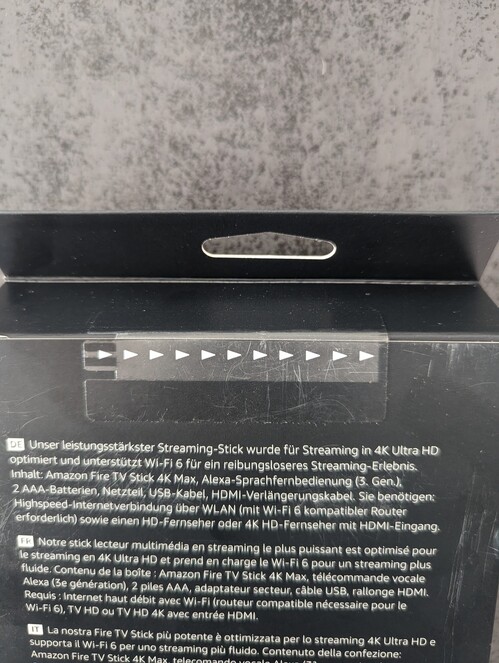 DE Unser leistungsstärkster Streaming-Stick wurde für Streaming in 4K Ultra HD
optimiert und unterstützt Wi-Fi 6 für ein reibungsloseres Streaming-Erlebnis.
Inhalt: Amazon Fire TV Stick 4K Max, Alexa-Sprachfernbedienung (3. Gen.),
2 AAA-Batterien, Netzteil, USB-Kabel, HDMI-Verlängerungskabel. Sie benötigen:
Highspeed-Internetverbindung über WLAN (mit Wi-Fi 6 kompatibler Router
erforderlich) sowie einen HD-Fernseher oder 4K HD-Fernseher mit HDMI-Eingang.
FR Notre stick lecteur multimédia en streaming le plus puissant est optimisé pour
le streaming en 4K Ultra HD et prend en charge le Wi-Fi 6 pour un streaming plus
fluide. Contenu de la boîte : Amazon Fire TV Stick 4K Max, télécommande vocale
Alexa (3e génération), 2 piles AAA, adaptateur secteur, câble USB, rallonge HDMI.
Requis : Internet haut débit avec Wi-Fi (routeur compatible nécessaire pour le
Wi-Fi 6), TV HD ou TV HD 4K avec entrée HDMI.
IT La nostra Fire TV Stick più potente è ottimizzata per lo streaming 4K Ultra HD e
supporta il Wi-Fi 6 per uno streaming più fluido. Contenuto della confezione:
Amazon Fire TV Stick 4K Max, telecomando vocale Alexa (3ª